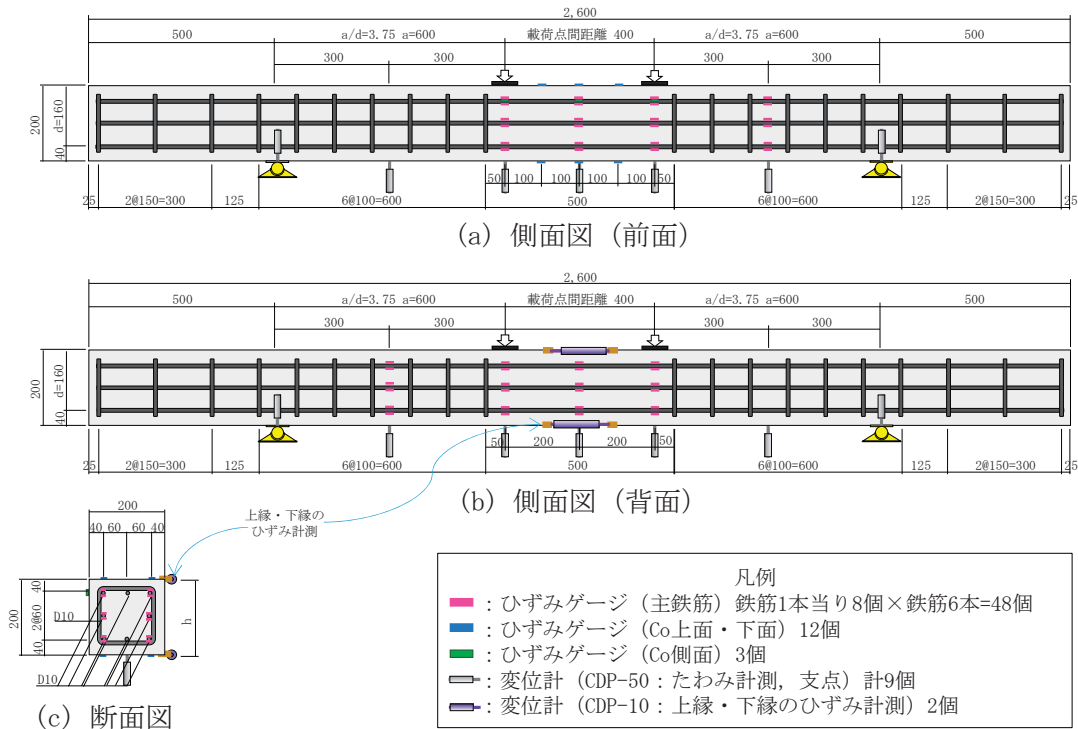 2,600
500 a/d=3.75 a=600 載荷点間距離 400 a/d=3.75 a=600 500
300 300 300 300
200 d=160 40
50 100 100 100 100 50
25 2@150=300 125 6@100=600 500 6@100=600 125 2@150=300 25
(a) 側面図 (前面)
2,600
500 a/d=3.75 a=600 載荷点間距離 400 a/d=3.75 a=600 500
300 300 300 300
200 d=160 40
50 200 200 50
25 2@150=300 125 6@100=600 500 6@100=600 125 2@150=300 25
(b) 側面図 (背面)
上縁・下縁の
ひずみ計測
200
40 60 60 40
200 40 2@60 40 h
D10
D10
(c) 断面図
凡例
：ひずみゲージ (主鉄筋) 鉄筋1本当り8個×鉄筋6本=48個
：ひずみゲージ (Co上面・下面) 12個
：ひずみゲージ (Co側面) 3個
：変位計 (CDP-50：たわみ計測, 支点) 計9個
：変位計 (CDP-10：上縁・下縁のひずみ計測) 2個